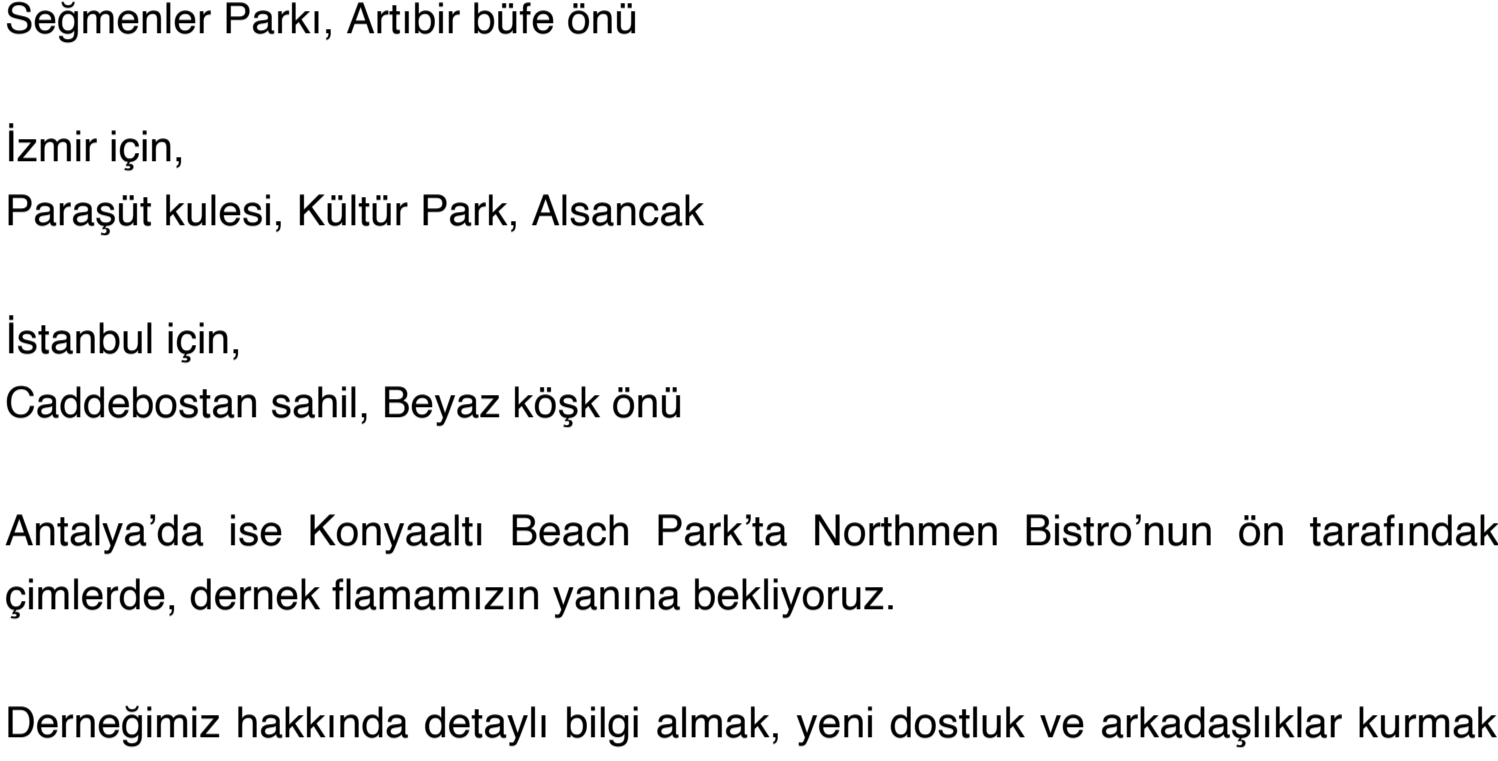 Seğmenler Parkı, Artıbir büfe önü
İzmir için,
Paraşüt kulesi, Kültür Park, Alsancak
İstanbul için,
Caddebostan sahil, Beyaz köşk önü
Antalya’da ise Konyaaltı Beach Park’ta Northmen Bistro’nun ön tarafındak
çimlerde, dernek flamamızın yanına bekliyoruz.
Derneğimiz hakkında detaylı bilgi almak, yeni dostluk ve arkadaşlıklar kurmak